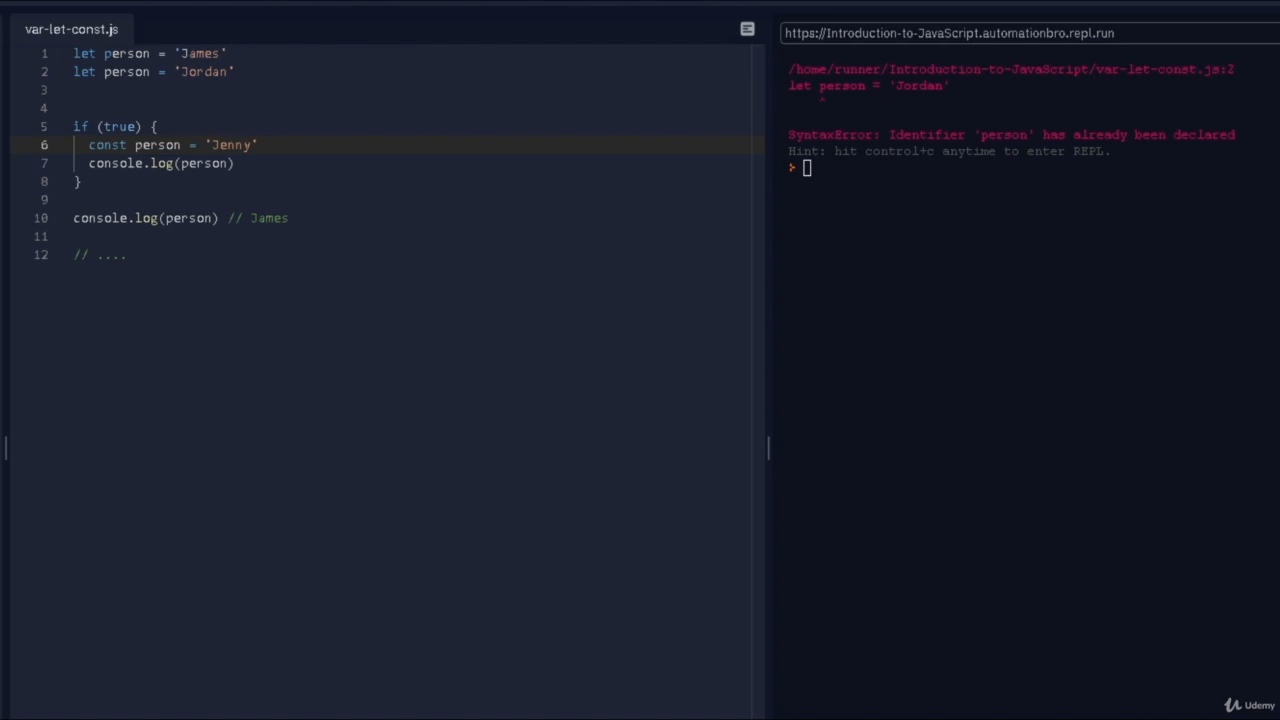 var-let-const.js
1 let person = 'James'
2 let person = 'Jordan'
3
4
5 if (true) {
6 const person = 'Jenny'
7 console.log(person)
8 }
9
10 console.log(person) // James
11
12 // ....
https://Introduction-to-JavaScript.automationbro.repl.run
/home/runner/Introduction-to-JavaScript/var-let-const.js:2
let person = 'Jordan'
^
SyntaxError: Identifier 'person' has already been declared
Hint: hit control+c anytime to enter REPL.
>
Udemy